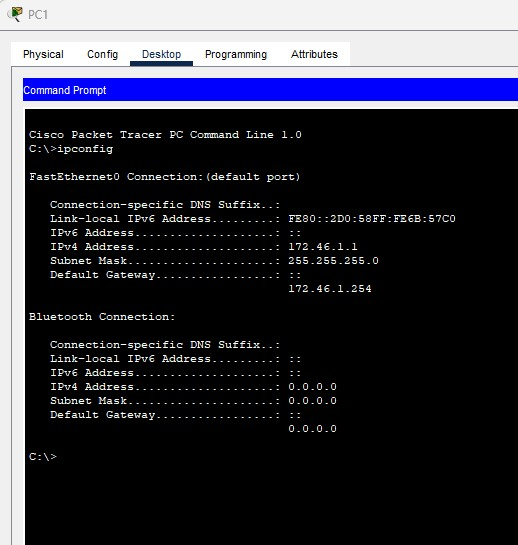 PC1
Physical Config Desktop Programming Attributes
Command Prompt
Cisco Packet Tracer PC Command Line 1.0
C:\>ipconfig
FastEthernet0 Connection:(default port)
Connection-specific DNS Suffix..:
Link-local IPv6 Address.........: FE80::2D0:58FF:FE6B:57C0
IPv6 Address....................: ::
IPv4 Address....................: 172.46.1.1
Subnet Mask.....................: 255.255.255.0
Default Gateway.................: ::
172.46.1.254
Bluetooth Connection:
Connection-specific DNS Suffix..:
Link-local IPv6 Address.........: ::
IPv6 Address....................: ::
IPv4 Address....................: 0.0.0.0
Subnet Mask.....................: 0.0.0.0
Default Gateway.................: ::
0.0.0.0
C:\>